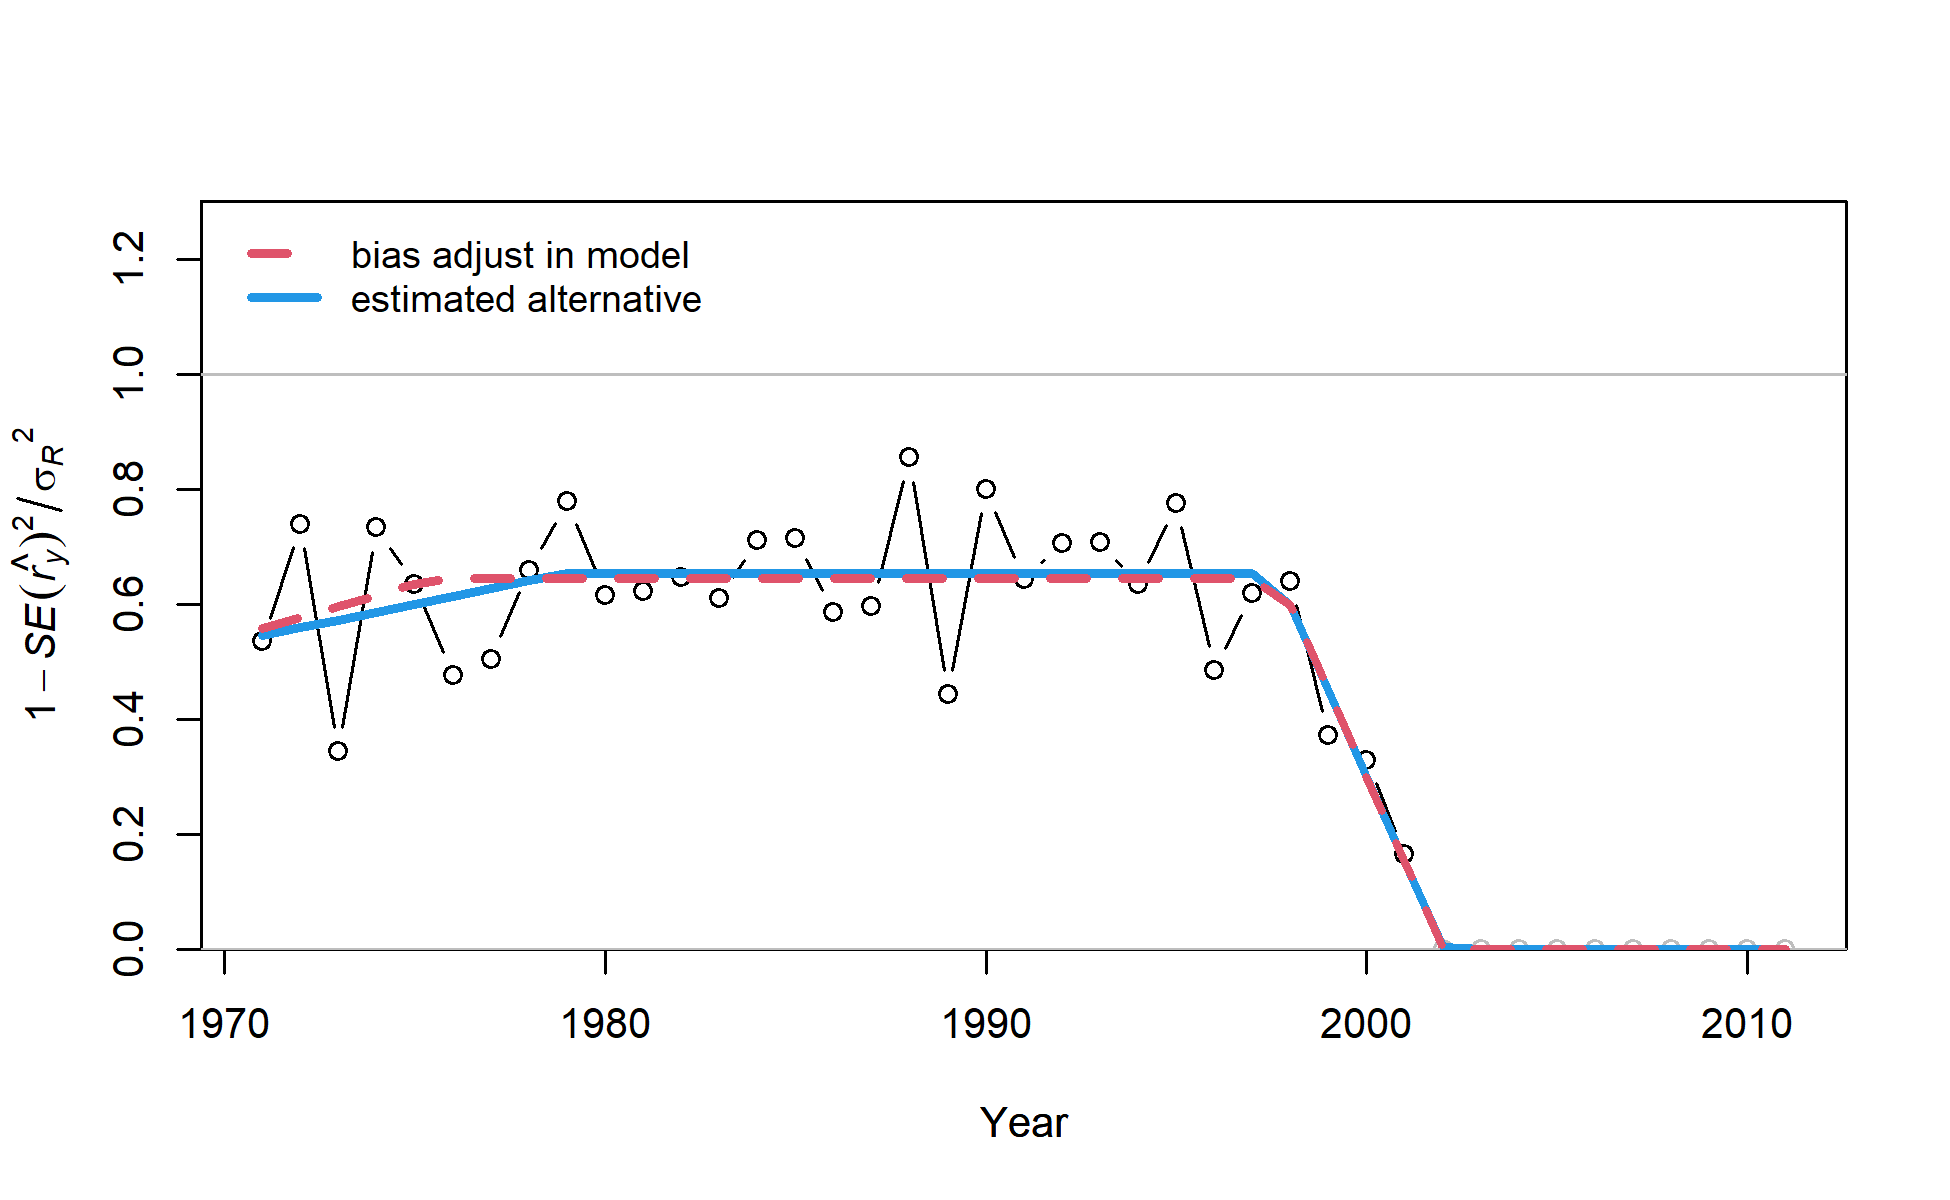 bias adjust in model
estimated alternative
1 − SE(r̂y)² / σR²
1.2
1.0
0.8
0.6
0.4
0.2
0.0
1970 1980 1990 2000 2010
Year